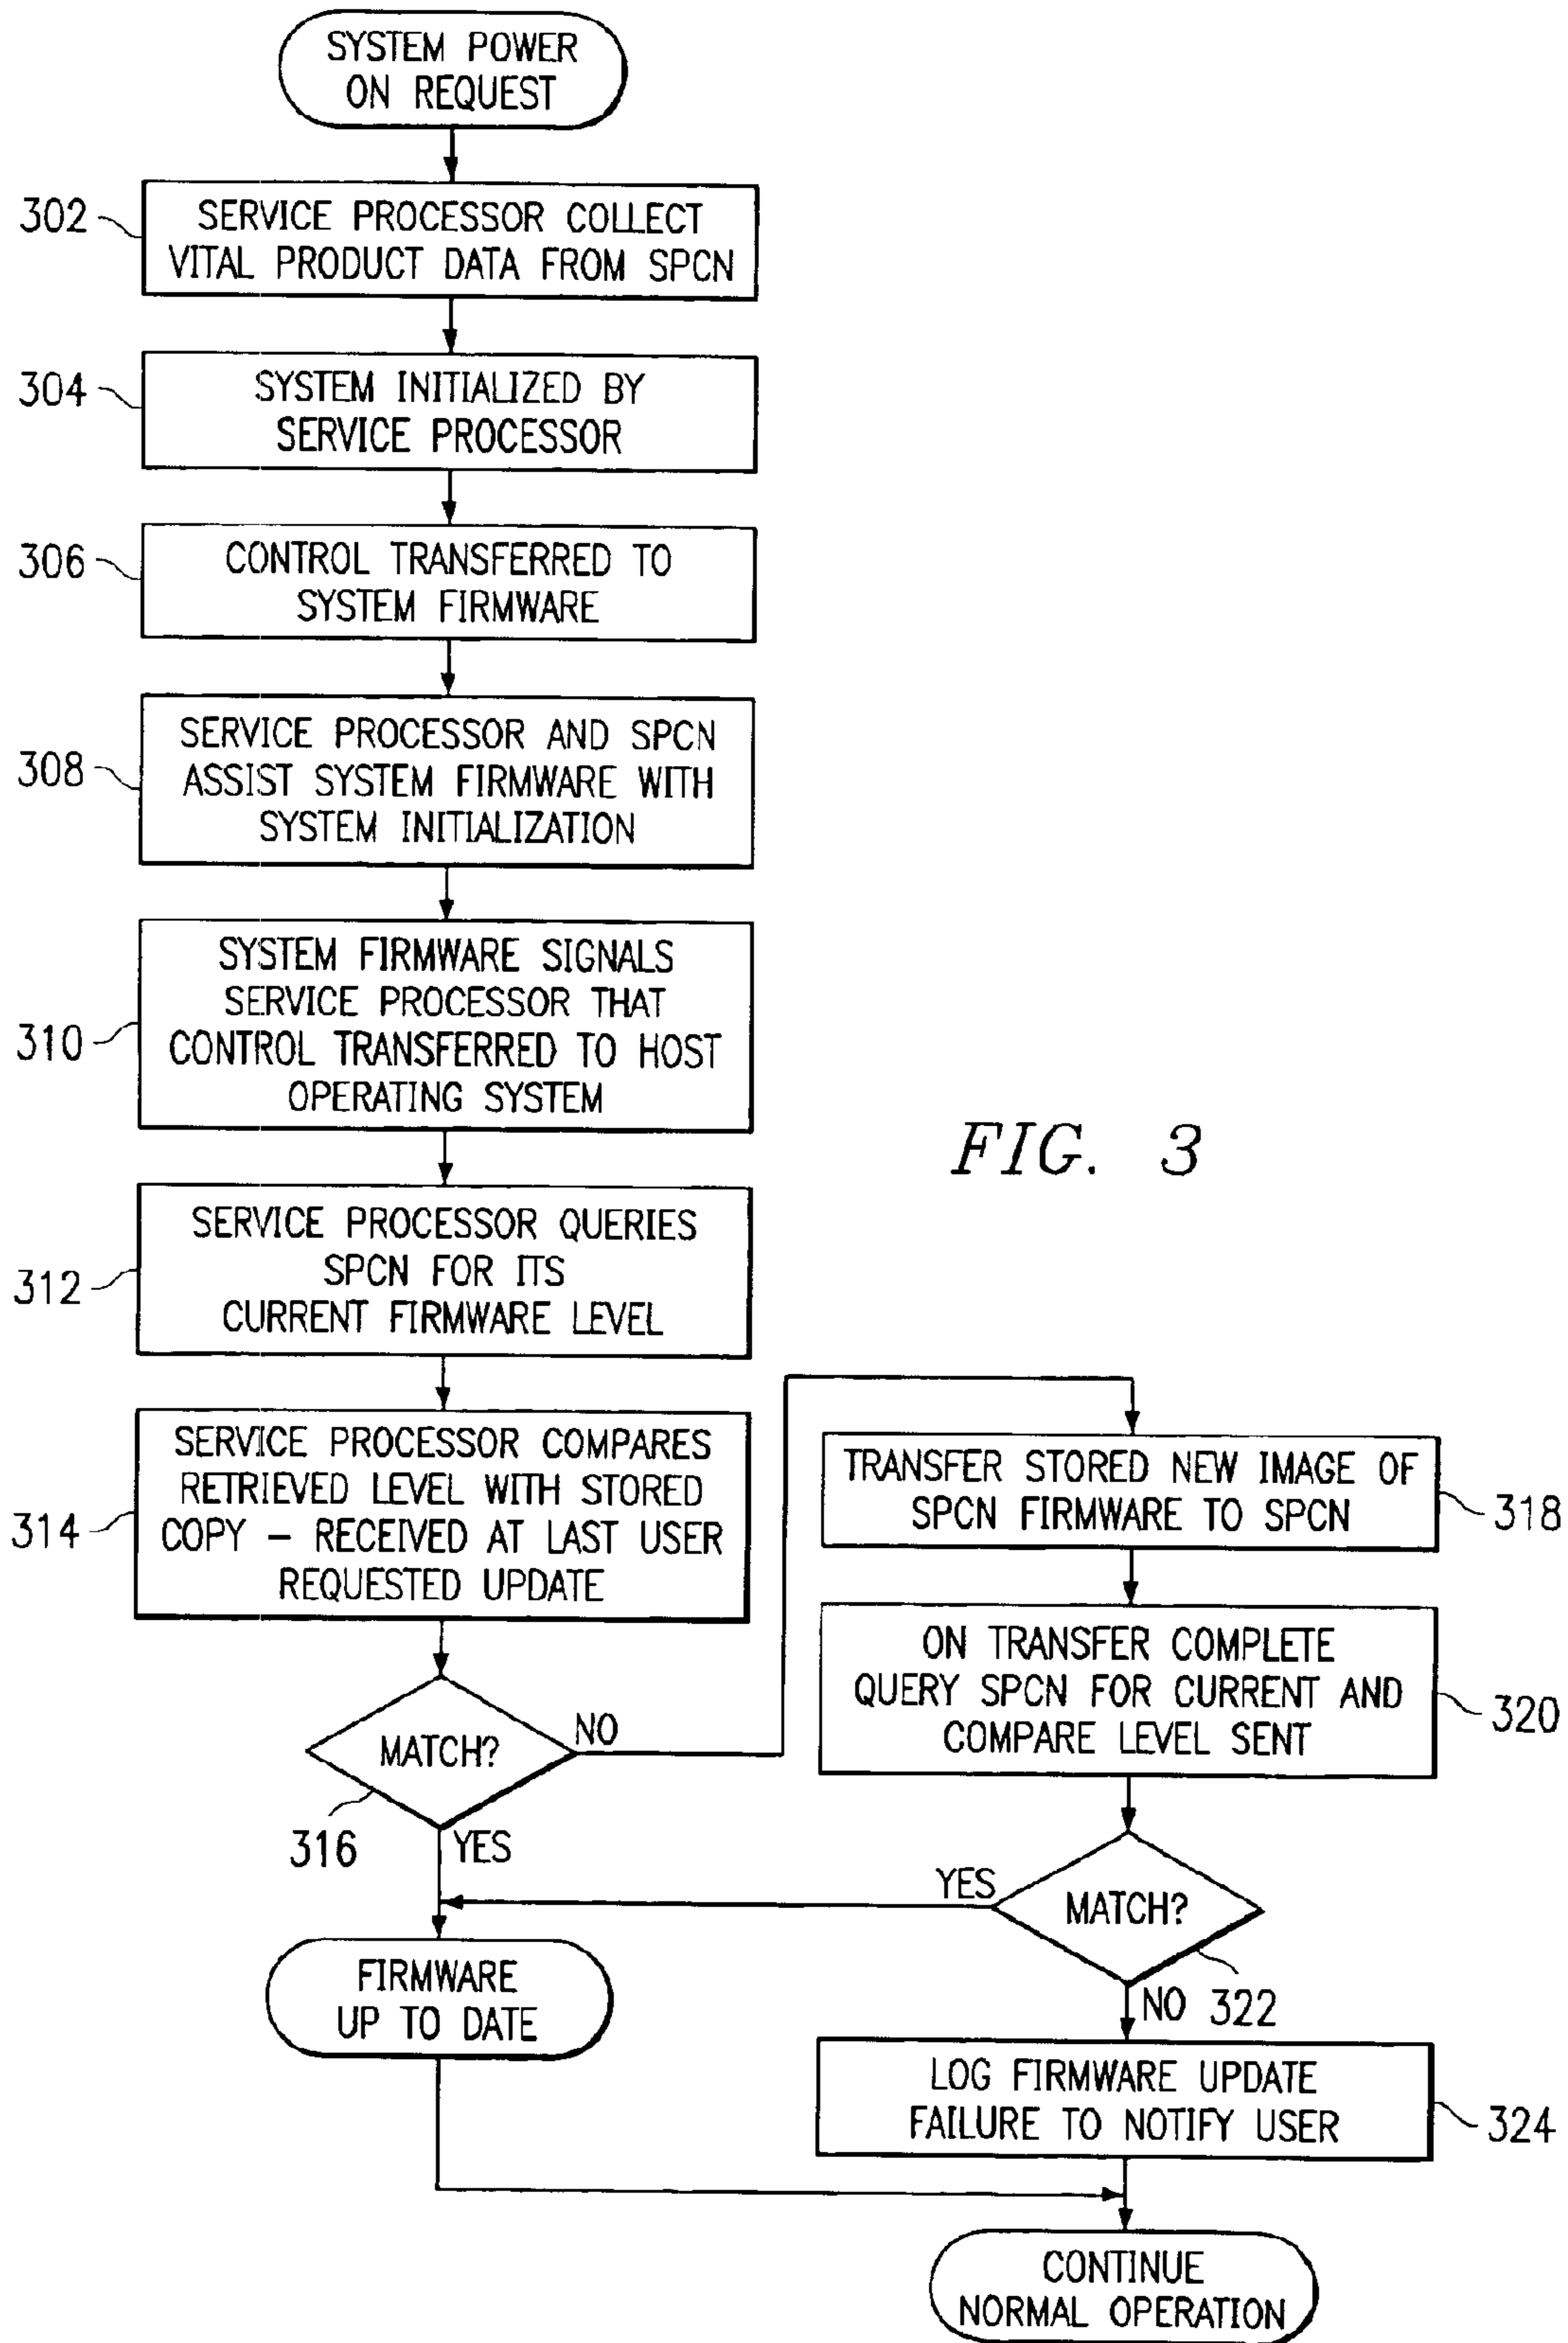 SYSTEM POWER
ON REQUEST
302
SERVICE PROCESSOR COLLECT
VITAL PRODUCT DATA FROM SPCN
304
SYSTEM INITIALIZED BY
SERVICE PROCESSOR
306
CONTROL TRANSFERRED TO
SYSTEM FIRMWARE
308
SERVICE PROCESSOR AND SPCN
ASSIST SYSTEM FIRMWARE WITH
SYSTEM INITIALIZATION
310
SYSTEM FIRMWARE SIGNALS
SERVICE PROCESSOR THAT
CONTROL TRANSFERRED TO HOST
OPERATING SYSTEM
FIG. 3
312
SERVICE PROCESSOR QUERIES
SPCN FOR ITS
CURRENT FIRMWARE LEVEL
314
SERVICE PROCESSOR COMPARES
RETRIEVED LEVEL WITH STORED
COPY – RECEIVED AT LAST USER
REQUESTED UPDATE
MATCH?
NO
316
YES
TRANSFER STORED NEW IMAGE OF
SPCN FIRMWARE TO SPCN
318
ON TRANSFER COMPLETE
QUERY SPCN FOR CURRENT AND
COMPARE LEVEL SENT
320
YES
MATCH?
NO
322
FIRMWARE
UP TO DATE
LOG FIRMWARE UPDATE
FAILURE TO NOTIFY USER
324
CONTINUE
NORMAL OPERATION